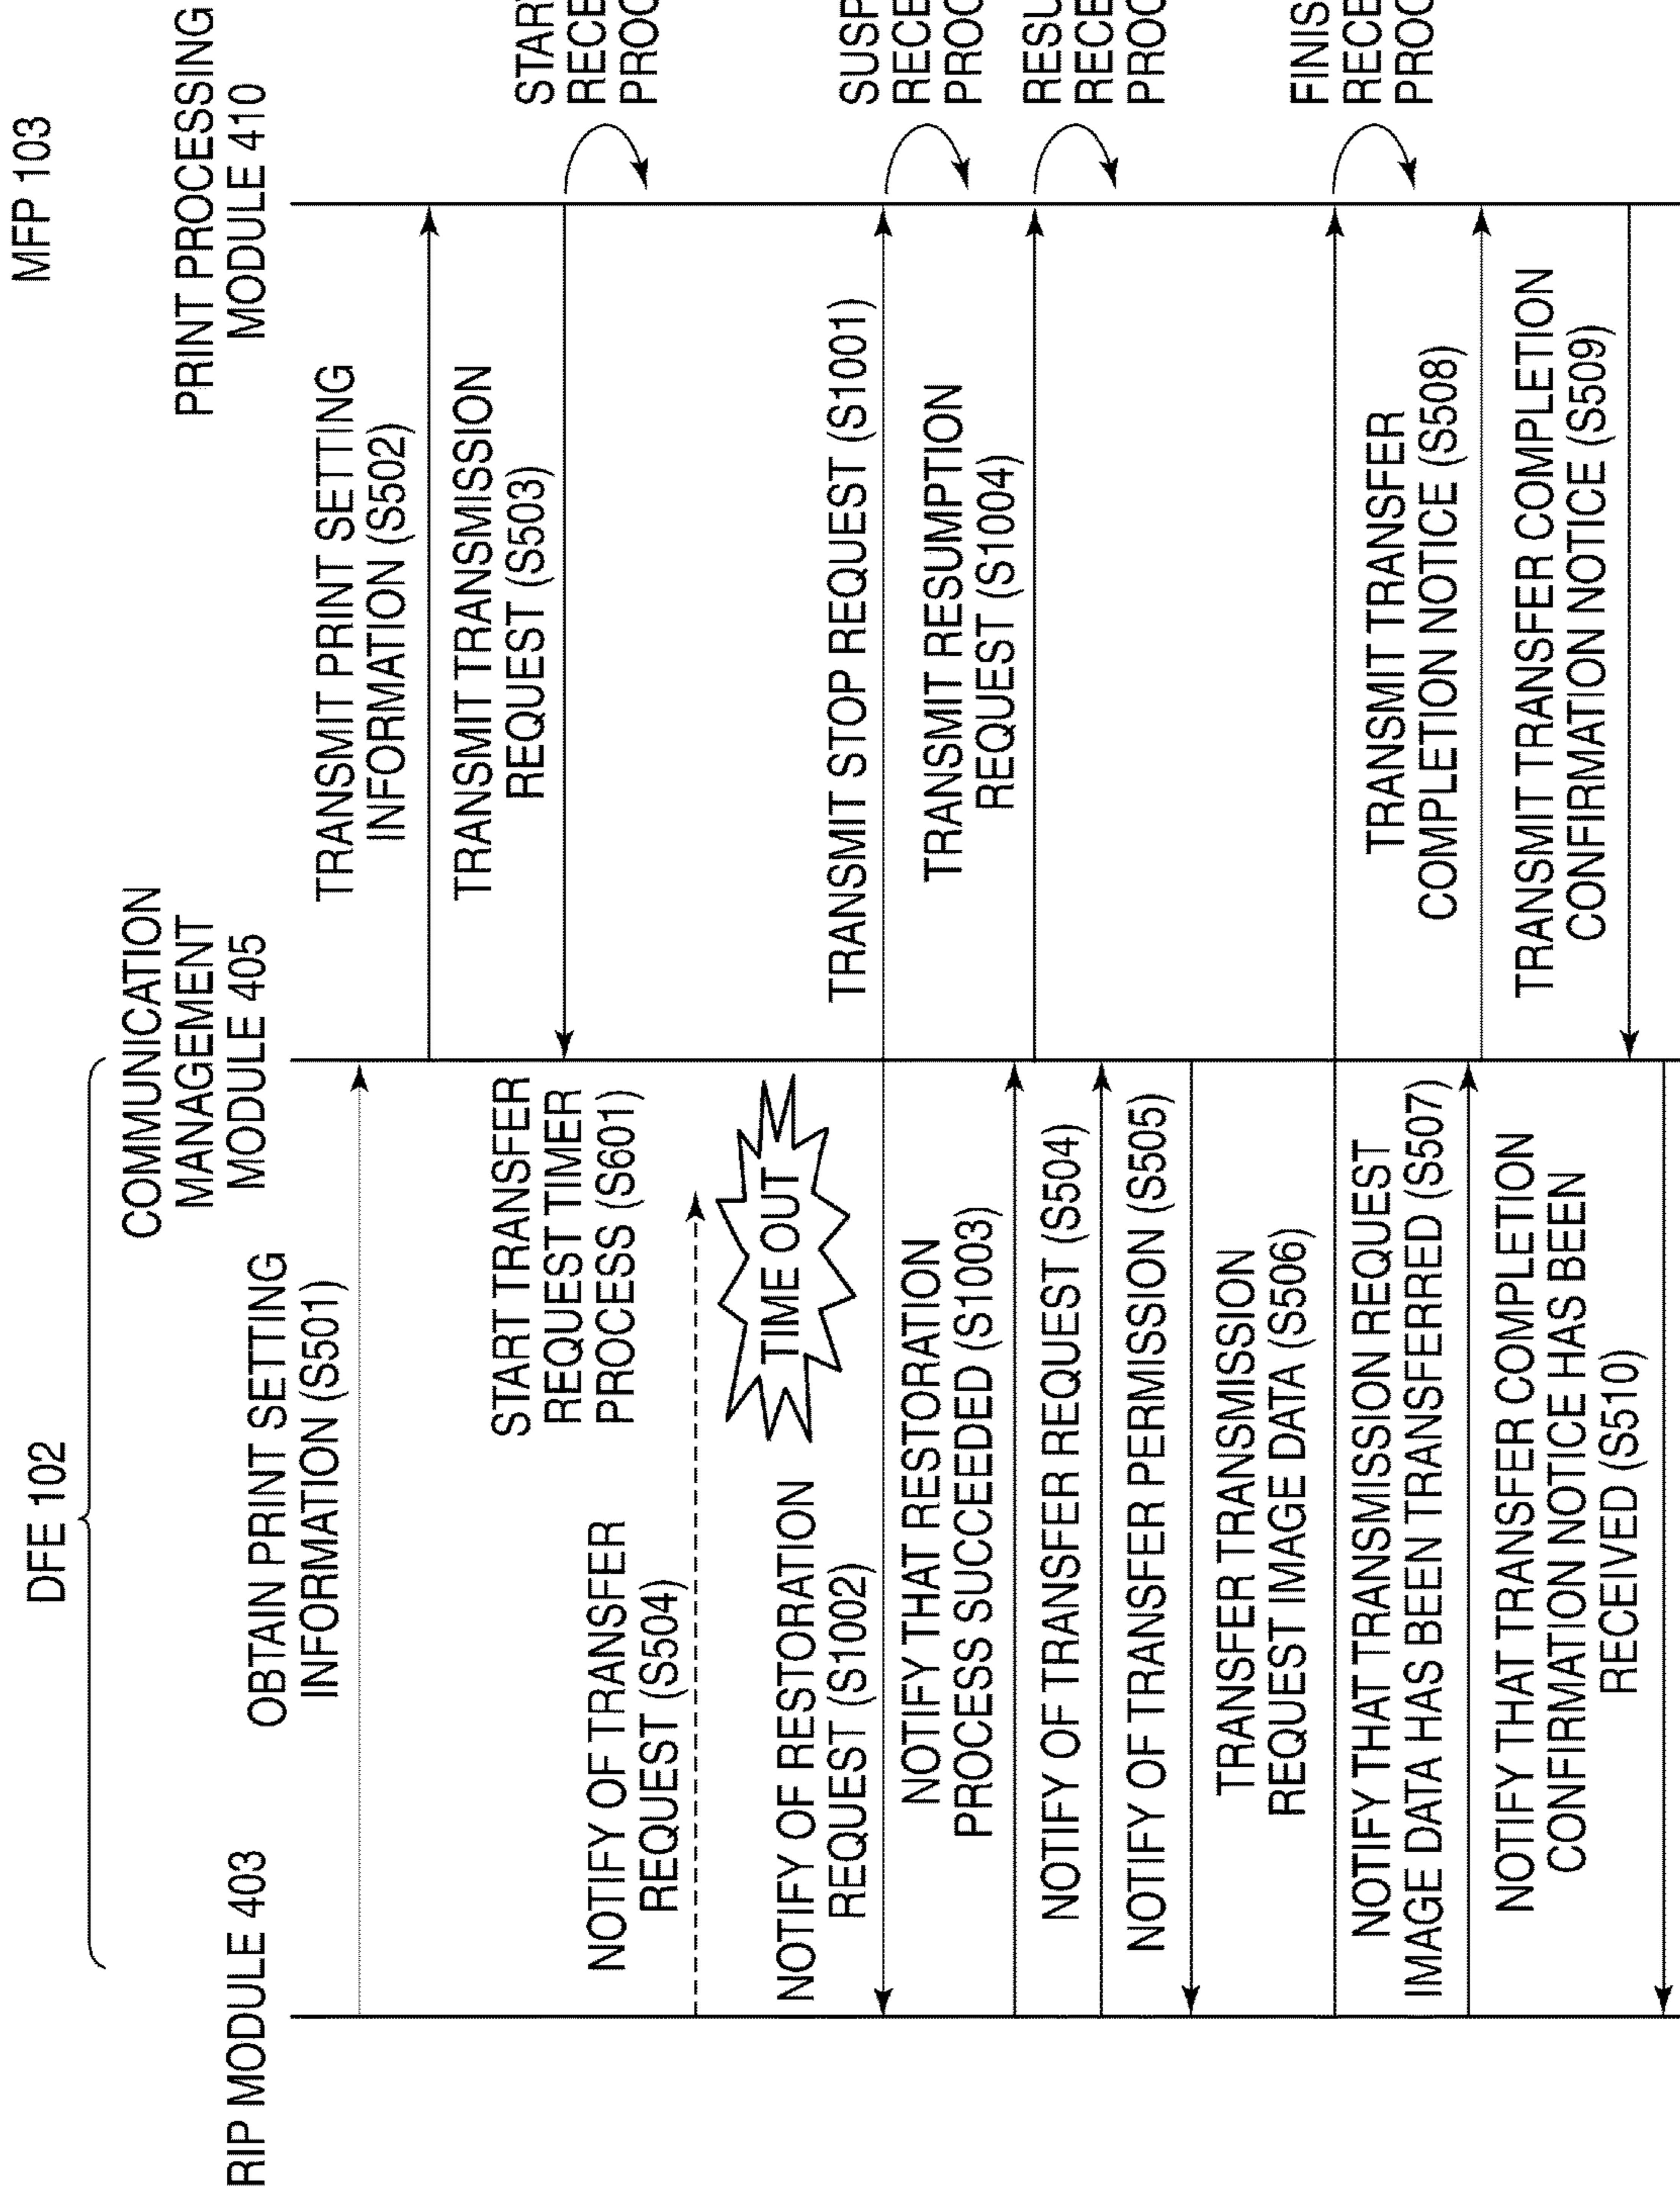 DFE 102
MFP 103
RIP MODULE 403
COMMUNICATION
MANAGEMENT
MODULE 405
PRINT PROCESSING
MODULE 410
OBTAIN PRINT SETTING
INFORMATION (S501)
TRANSMIT PRINT SETTING
INFORMATION (S502)
TRANSMIT TRANSMISSION
REQUEST (S503)
START TRANSFER
REQUEST TIMER
PROCESS (S601)
NOTIFY OF TRANSFER
REQUEST (S504)
TIME OUT
TRANSMIT STOP REQUEST (S1001)
NOTIFY OF RESTORATION
REQUEST (S1002)
NOTIFY THAT RESTORATION
PROCESS SUCCEEDED (S1003)
TRANSMIT RESUMPTION
REQUEST (S1004)
NOTIFY OF TRANSFER REQUEST (S504)
NOTIFY OF TRANSFER PERMISSION (S505)
TRANSFER TRANSMISSION
REQUEST IMAGE DATA (S506)
NOTIFY THAT TRANSMISSION REQUEST
IMAGE DATA HAS BEEN TRANSFERRED (S507)
TRANSMIT TRANSFER
COMPLETION NOTICE (S508)
TRANSMIT TRANSFER COMPLETION
CONFIRMATION NOTICE (S509)
NOTIFY THAT TRANSFER COMPLETION
CONFIRMATION NOTICE HAS BEEN
RECEIVED (S510)